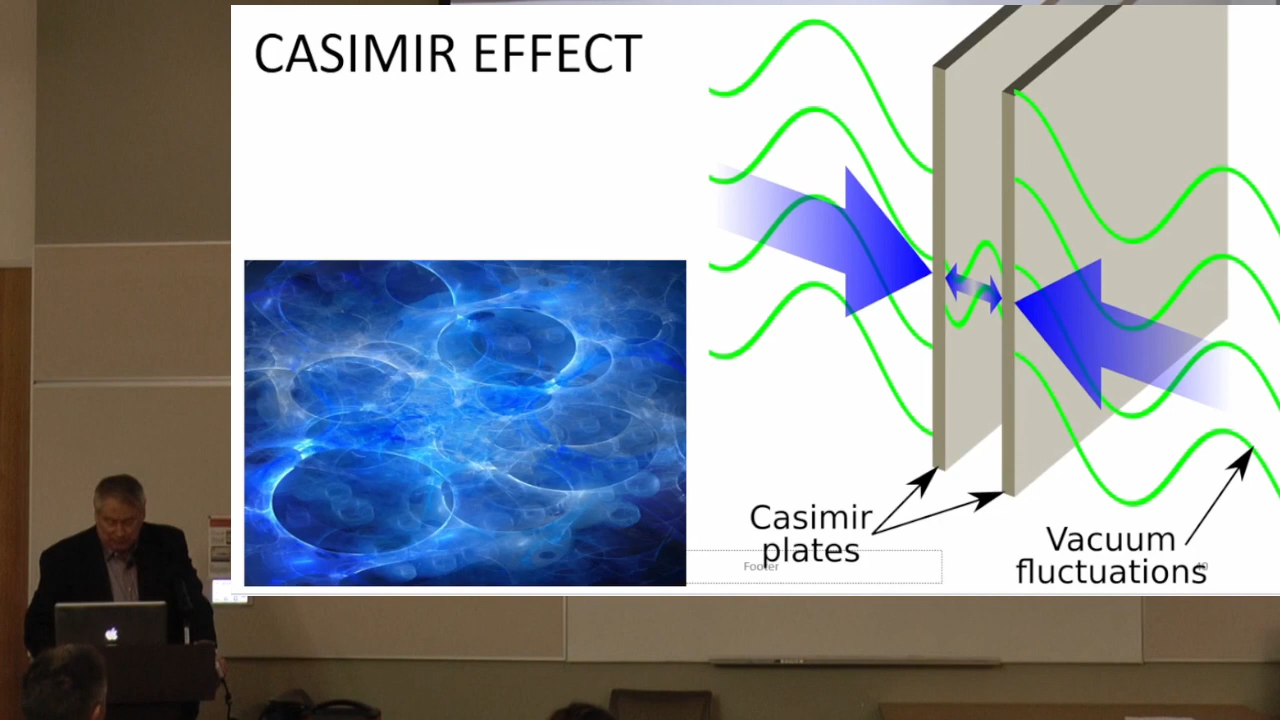 CASIMIR EFFECT
Casimir
plates
Vacuum
fluctuations
Footer